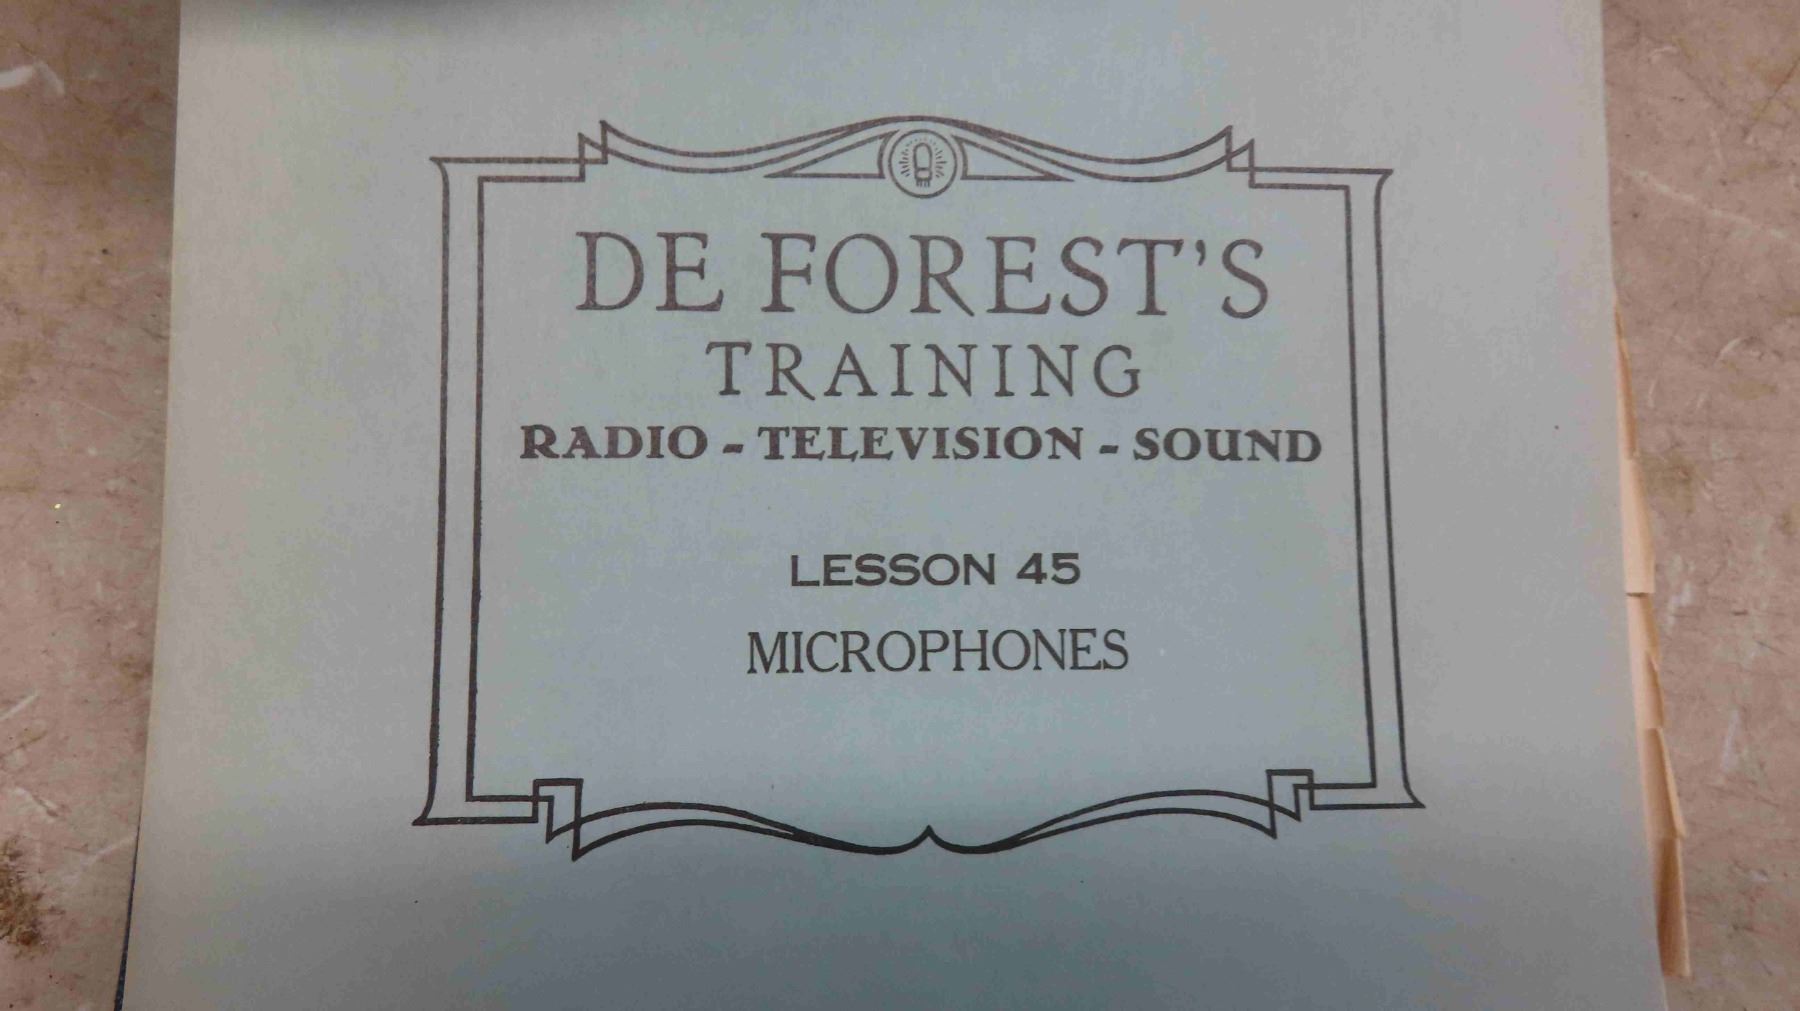 DE FOREST'S
TRAINING
RADIO - TELEVISION - SOUND
LESSON 45
MICROPHONES